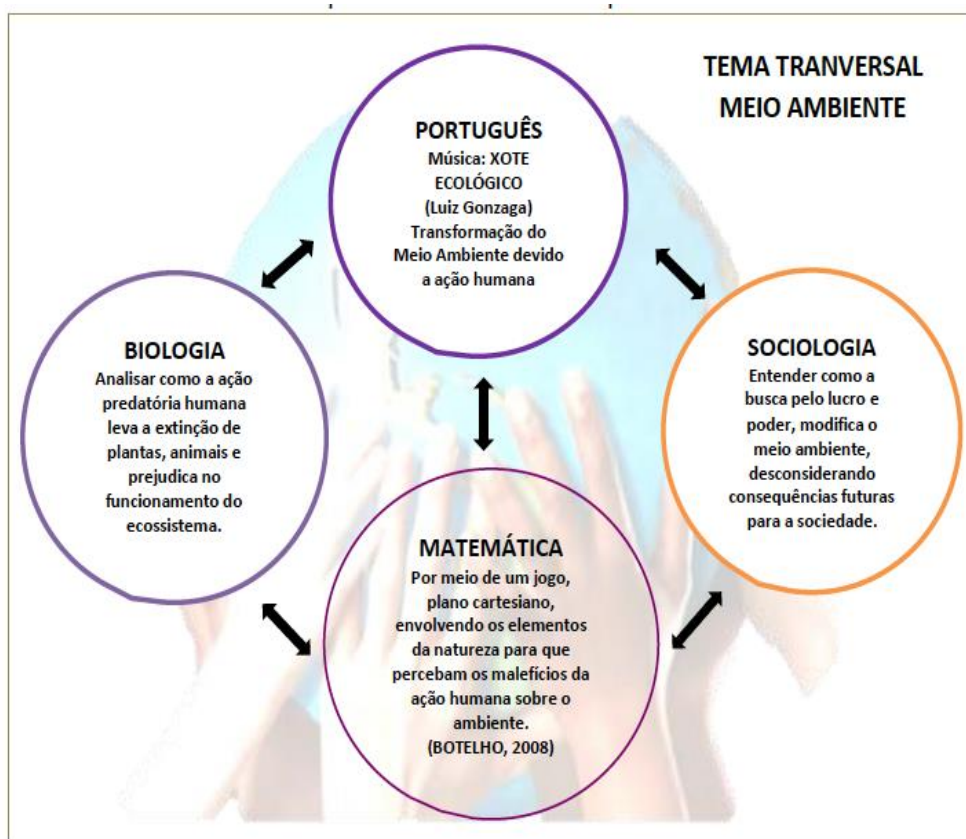 TEMA TRANVERSAL
MEIO AMBIENTE
PORTUGUÊS
Música: XOTE
ECOLÓGICO
(Luiz Gonzaga)
Transformação do
Meio Ambiente devido
a ação humana
BIOLOGIA
Analisar como a ação
predatória humana
leva a extinção de
plantas, animais e
prejudica no
funcionamento do
ecossistema.
SOCIOLOGIA
Entender como a
busca pelo lucro e
poder, modifica o
meio ambiente,
desconsiderando
consequências futuras
para a sociedade.
MATEMÁTICA
Por meio de um jogo,
plano cartesiano,
envolvendo os elementos
da natureza para que
percebam os malefícios da
ação humana sobre o
ambiente.
(BOTELHO, 2008)